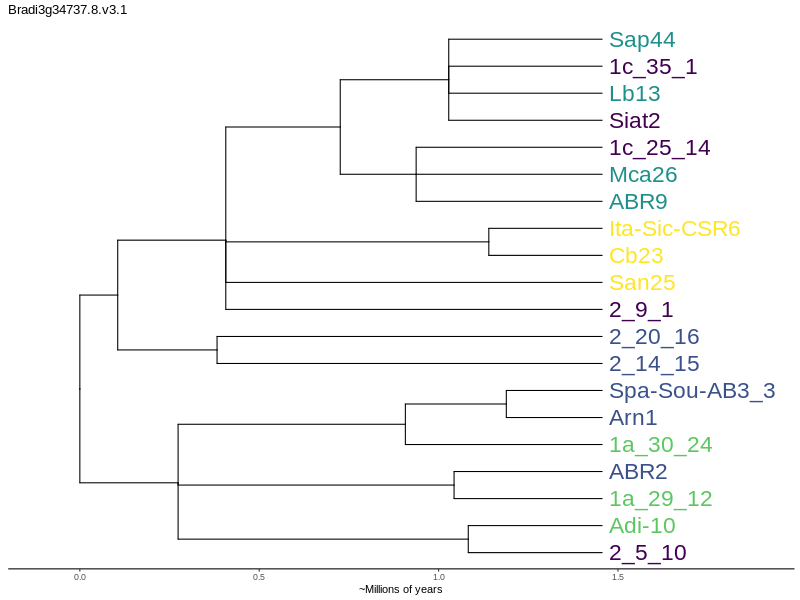 Bradi3g34737.8.v3.1
Sap44
1c_35_1
Lb13
Siat2
1c_25_14
Mca26
ABR9
Ita-Sic-CSR6
Cb23
San25
2_9_1
2_20_16
2_14_15
Spa-Sou-AB3_3
Arn1
1a_30_24
ABR2
1a_29_12
Adi-10
2_5_10
0.0 0.5 1.0 1.5
~Millions of years